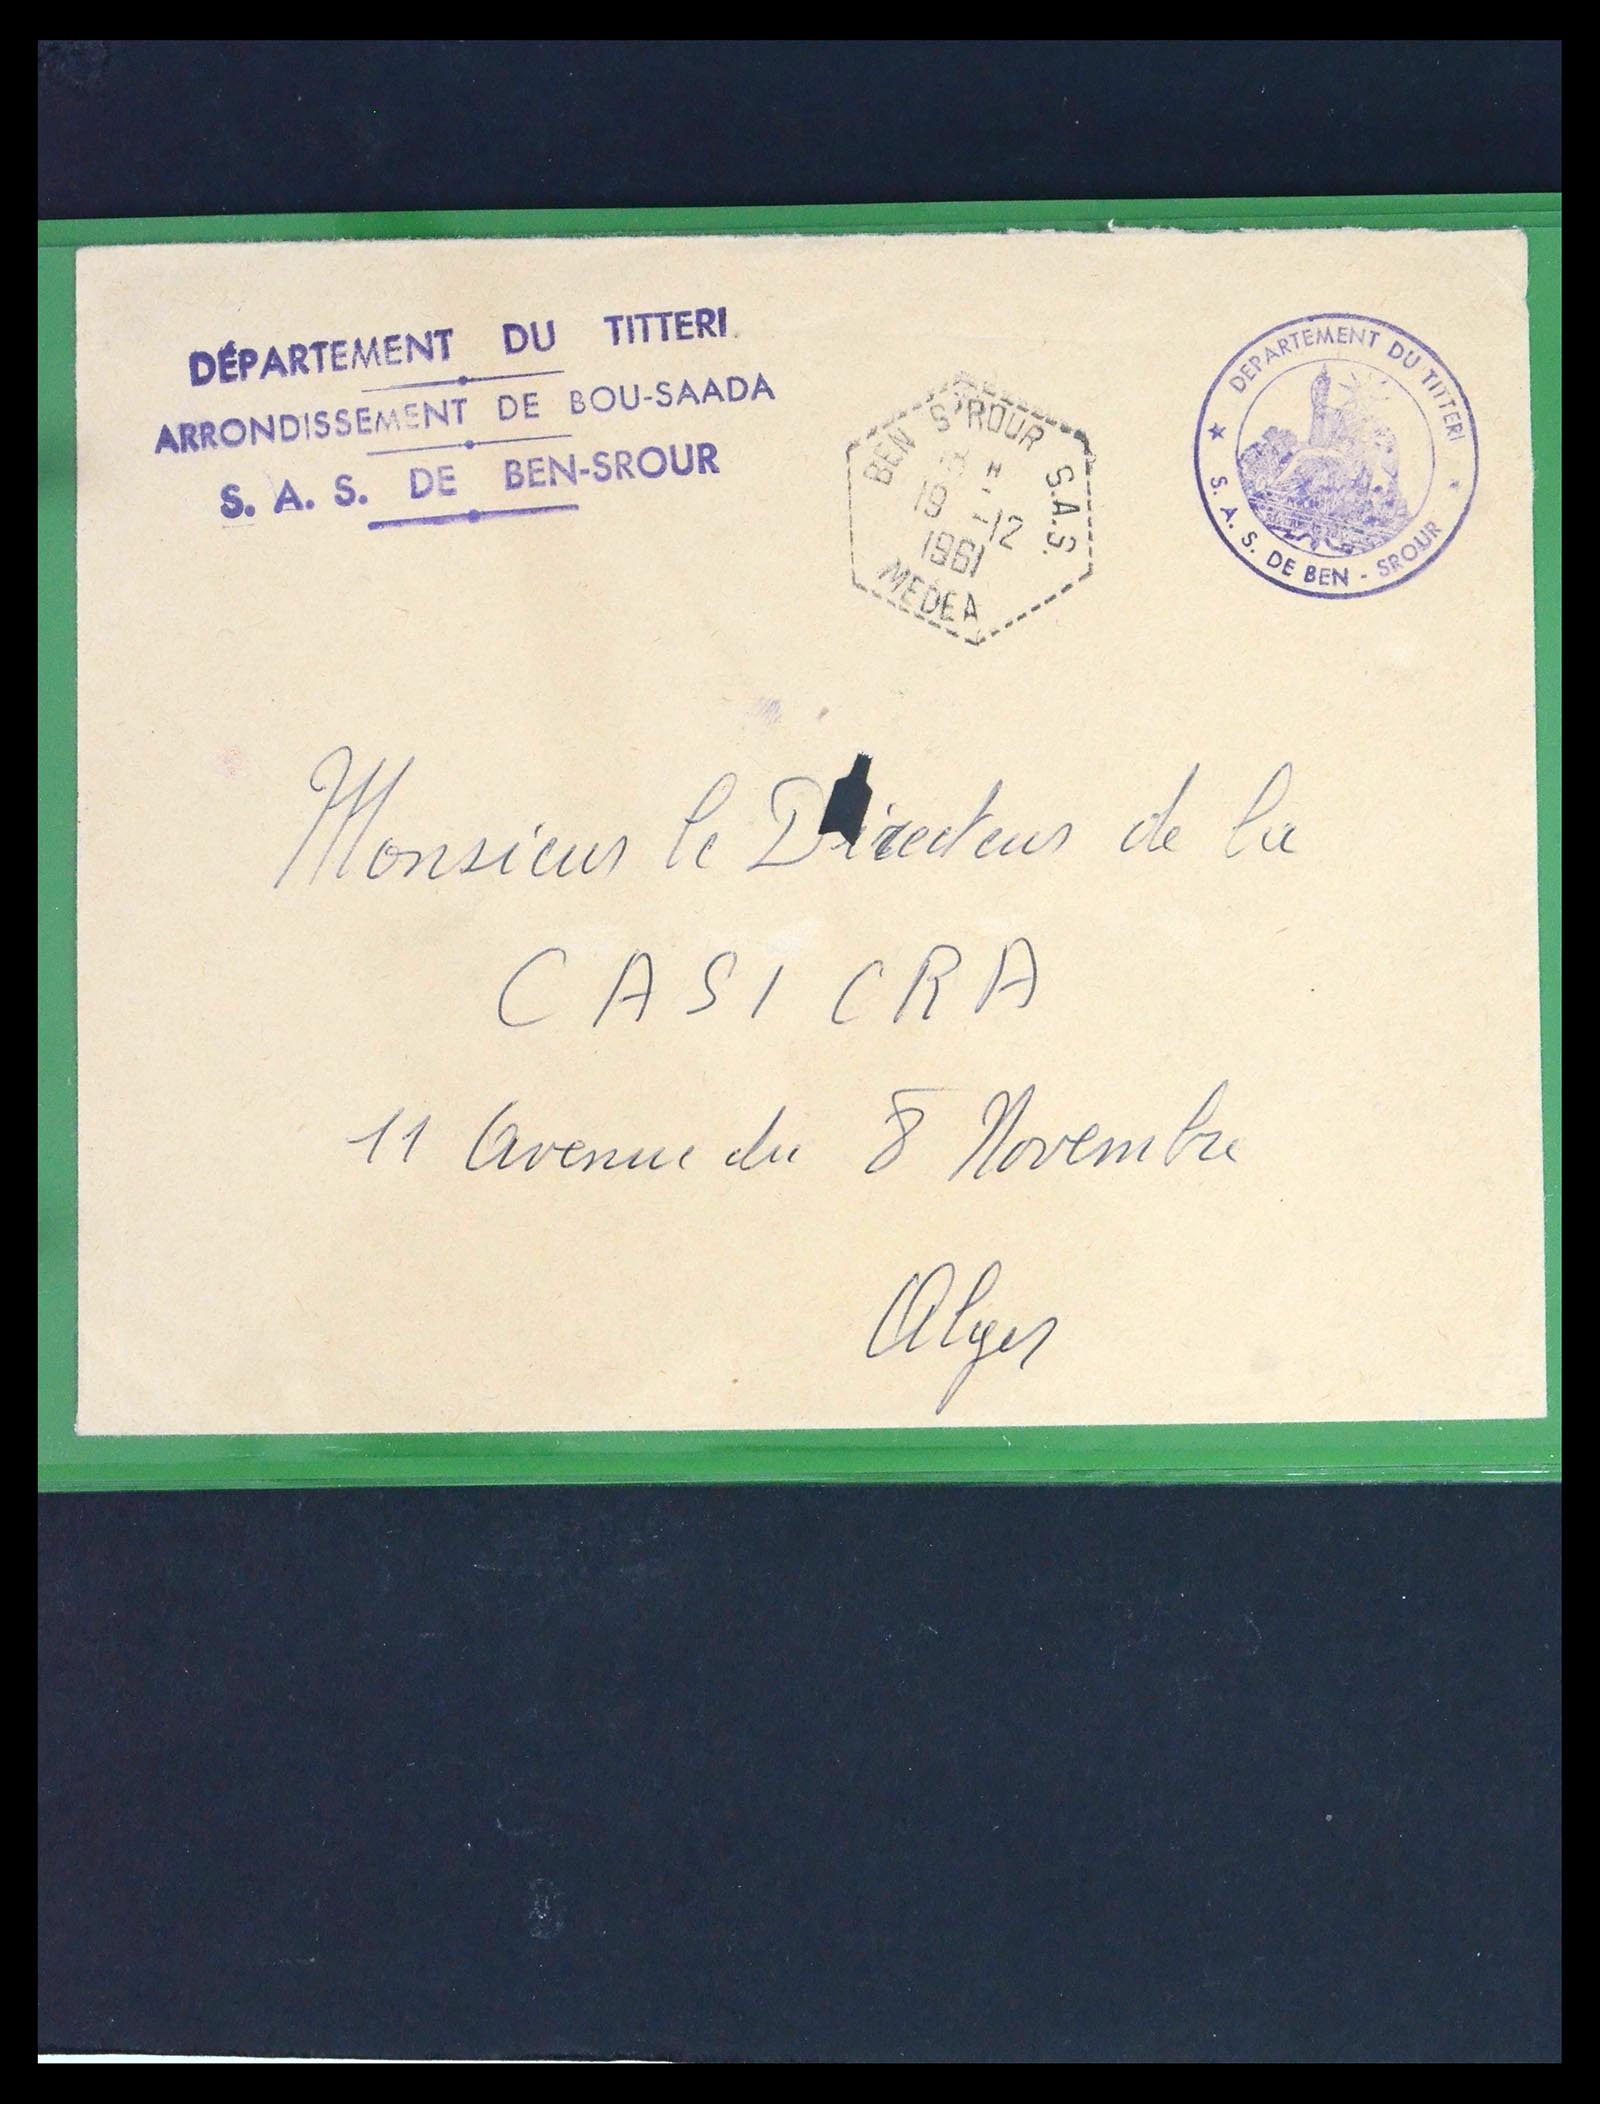 DÉPARTEMENT DU TITTERI
ARRONDISSEMENT DE BOU-SAADA
S. A. S. DE BEN-SROUR
BEN S'ROUR S.A.S.
19 -12
1961
MEDEA
DEPARTEMENT DU TITTERI
S. A. S. DE BEN - SROUR
Monsieur le Directeur de la
CASICRA
11 Avenue du 8 Novembre
Alger